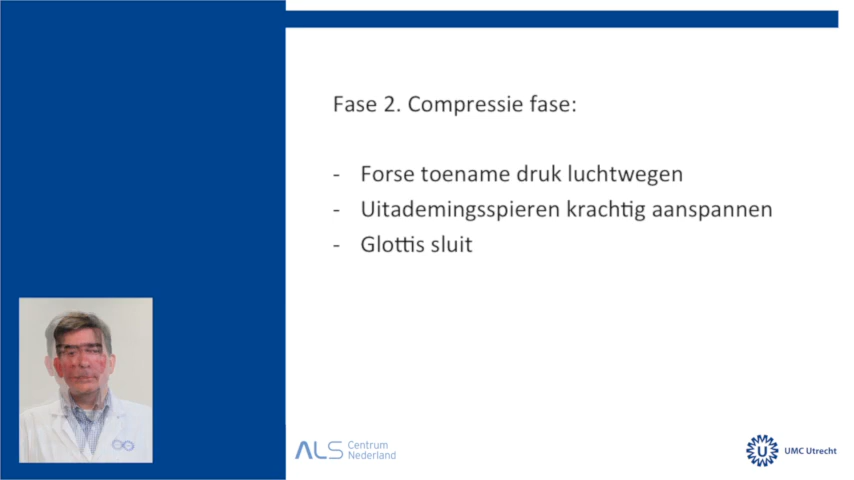 Fase 2. Compressie fase:
- Forse toename druk luchtwegen
- Uitademingsspieren krachtig aanspannen
- Glottis sluit
ALS Centrum
Nederland
U UMC Utrecht